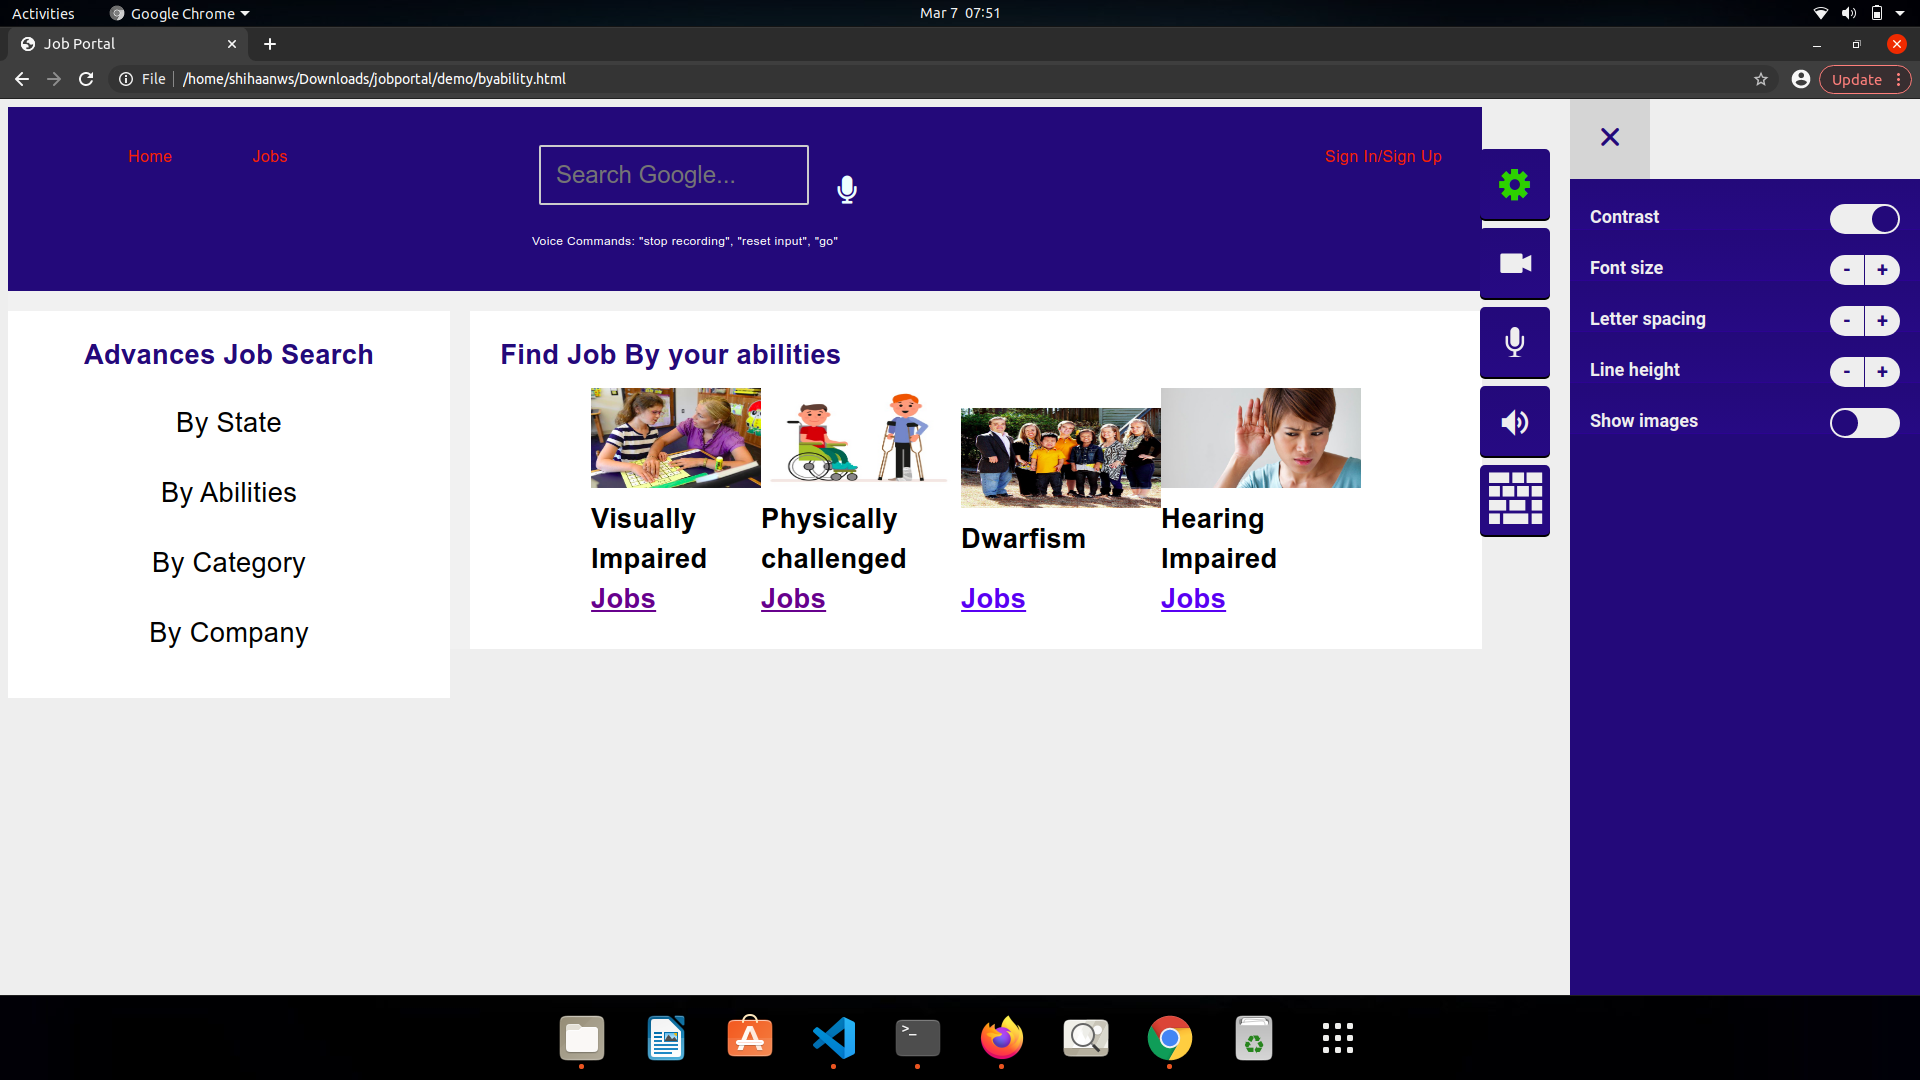 Activities
Google Chrome
Mar 7 07:51
Job Portal
File
/home/shihaanws/Downloads/jobportal/demo/byability.html
Update
Home
Jobs
Search Google...
Sign In/Sign Up
Voice Commands: "stop recording", "reset input", "go"
Advances Job Search
By State
By Abilities
By Category
By Company
Find Job By your abilities
Visually
Impaired
Jobs
Physically
challenged
Jobs
Dwarfism
Jobs
Hearing
Impaired
Jobs
Contrast
Font size
- +
Letter spacing
- +
Line height
- +
Show images
>_